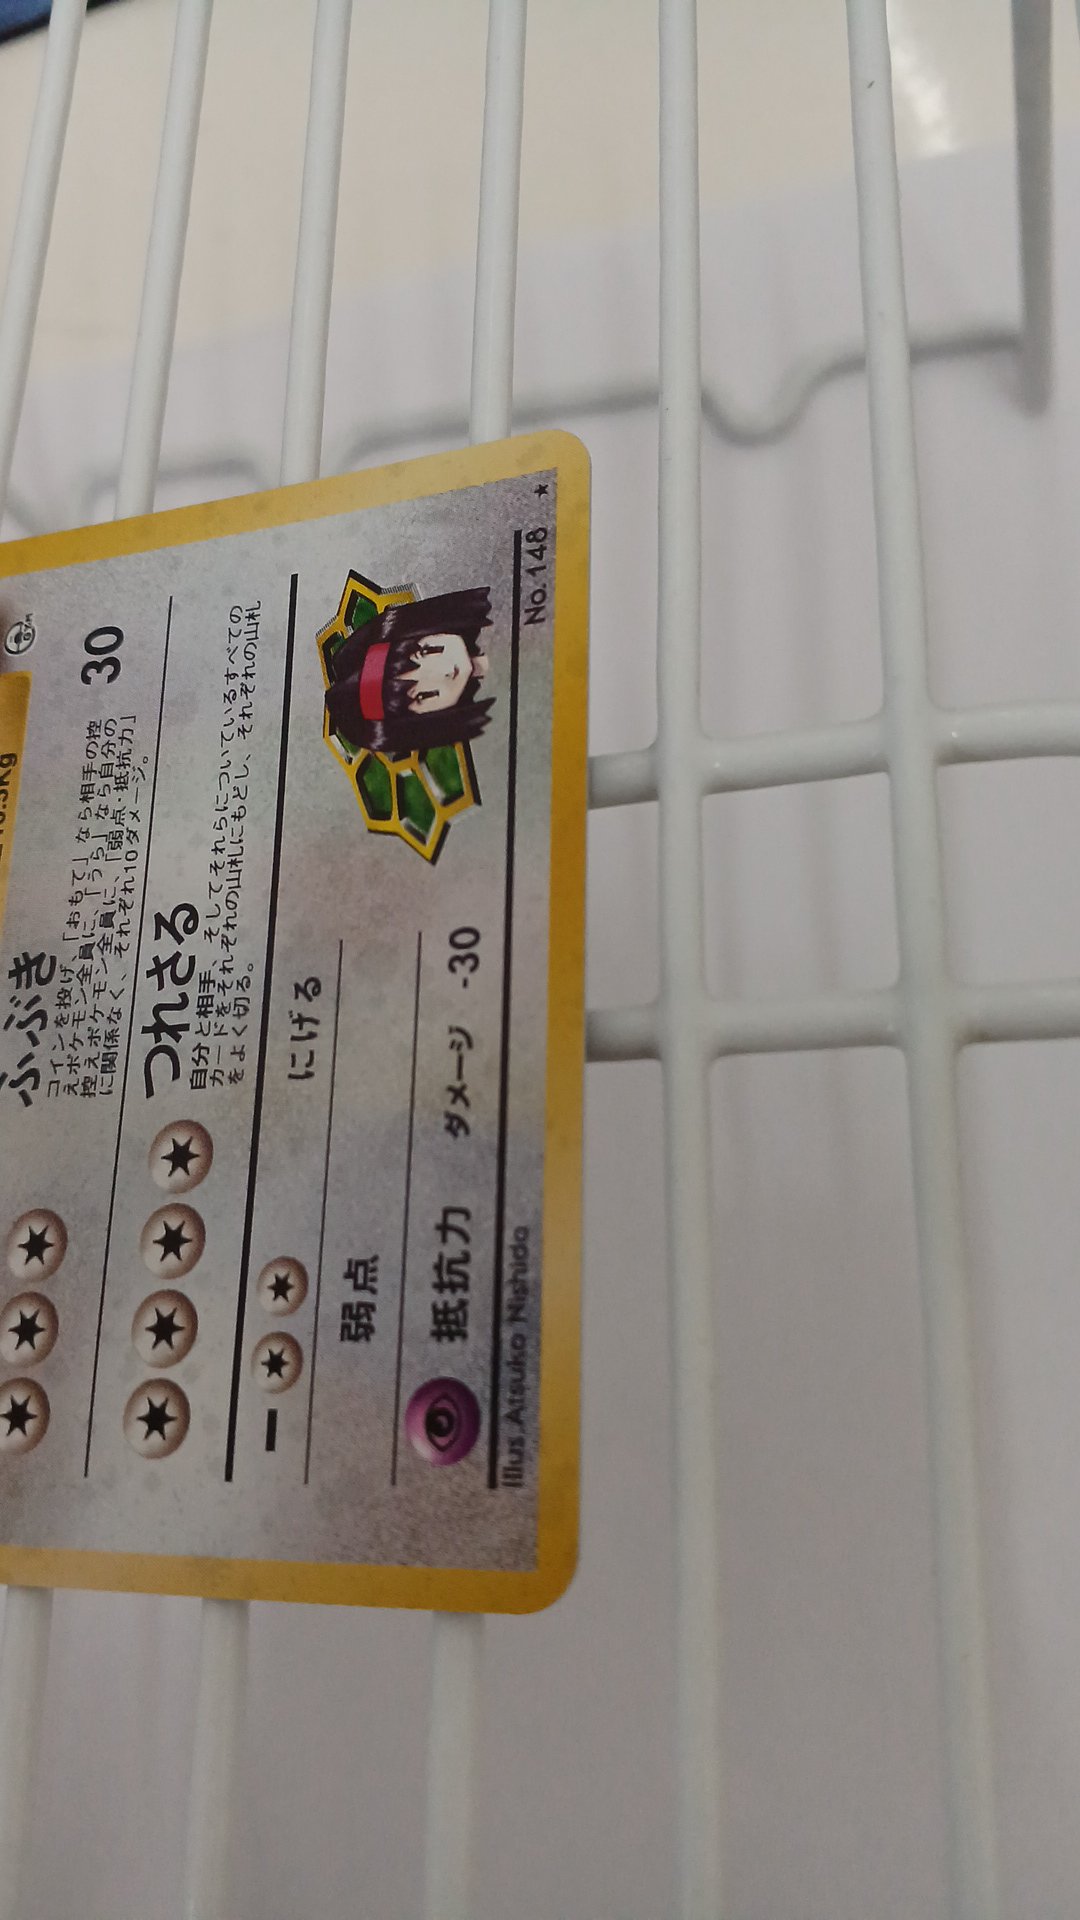 ふぶき 30
コインを投げ、「おもて」なら相手の控
えポケモン全員に、「うら」なら自分の
控えポケモン全員に、「弱点・抵抗力」
に関係なく、それぞれ10ダメージ。
つれさる
自分と相手、そしてそれらについているすべての
カードをそれぞれの山札にもどし、それぞれの山札
をよく切る。
にげる
弱点
抵抗力 ダメージ -30
Illus. Atsuko Nishida
No.148 ★